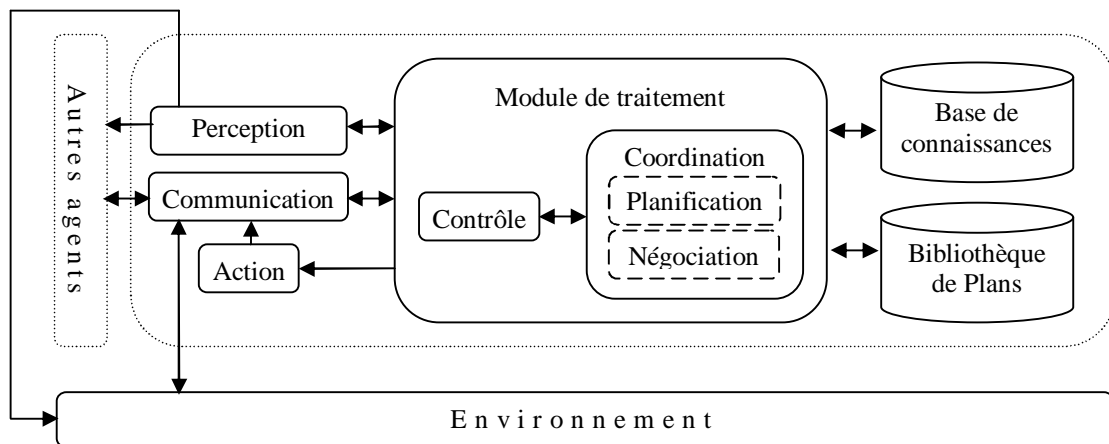 Autres agents
Perception
Communication
Action
Module de traitement
Contrôle
Coordination
Planification
Négociation
Base de
connaissances
Bibliothèque
de Plans
Environnement